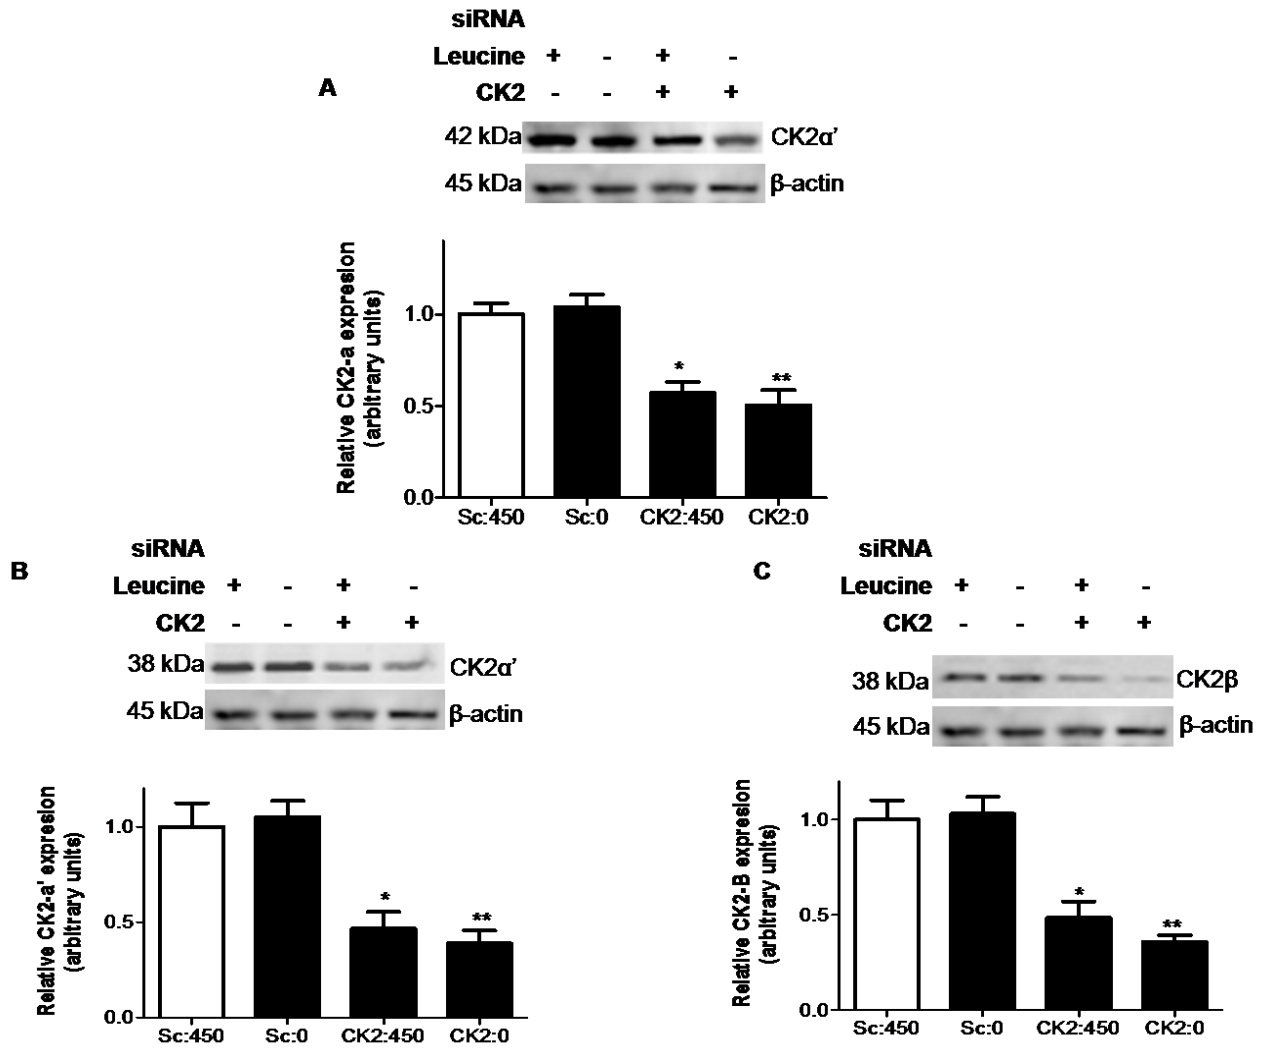 siRNA
Leucine + - + -
A
CK2 - - + +
42 kDa CK2α’
45 kDa β-actin
Relative CK2-a expresion
(arbitrary units)
1.0
0.5
0.0
Sc:450 Sc:0 CK2:450 CK2:0
* **
B
siRNA
Leucine + - + -
CK2 - - + +
38 kDa CK2α’
45 kDa β-actin
Relative CK2-a' expresion
(arbitrary units)
1.0
0.5
0.0
* **
Sc:450 Sc:0 CK2:450 CK2:0
C
siRNA
Leucine + - + -
CK2 - - + +
38 kDa CK2β
45 kDa β-actin
Relative CK2-B expresion
(arbitrary units)
1.0
0.5
0.0
* **
Sc:450 Sc:0 CK2:450 CK2:0